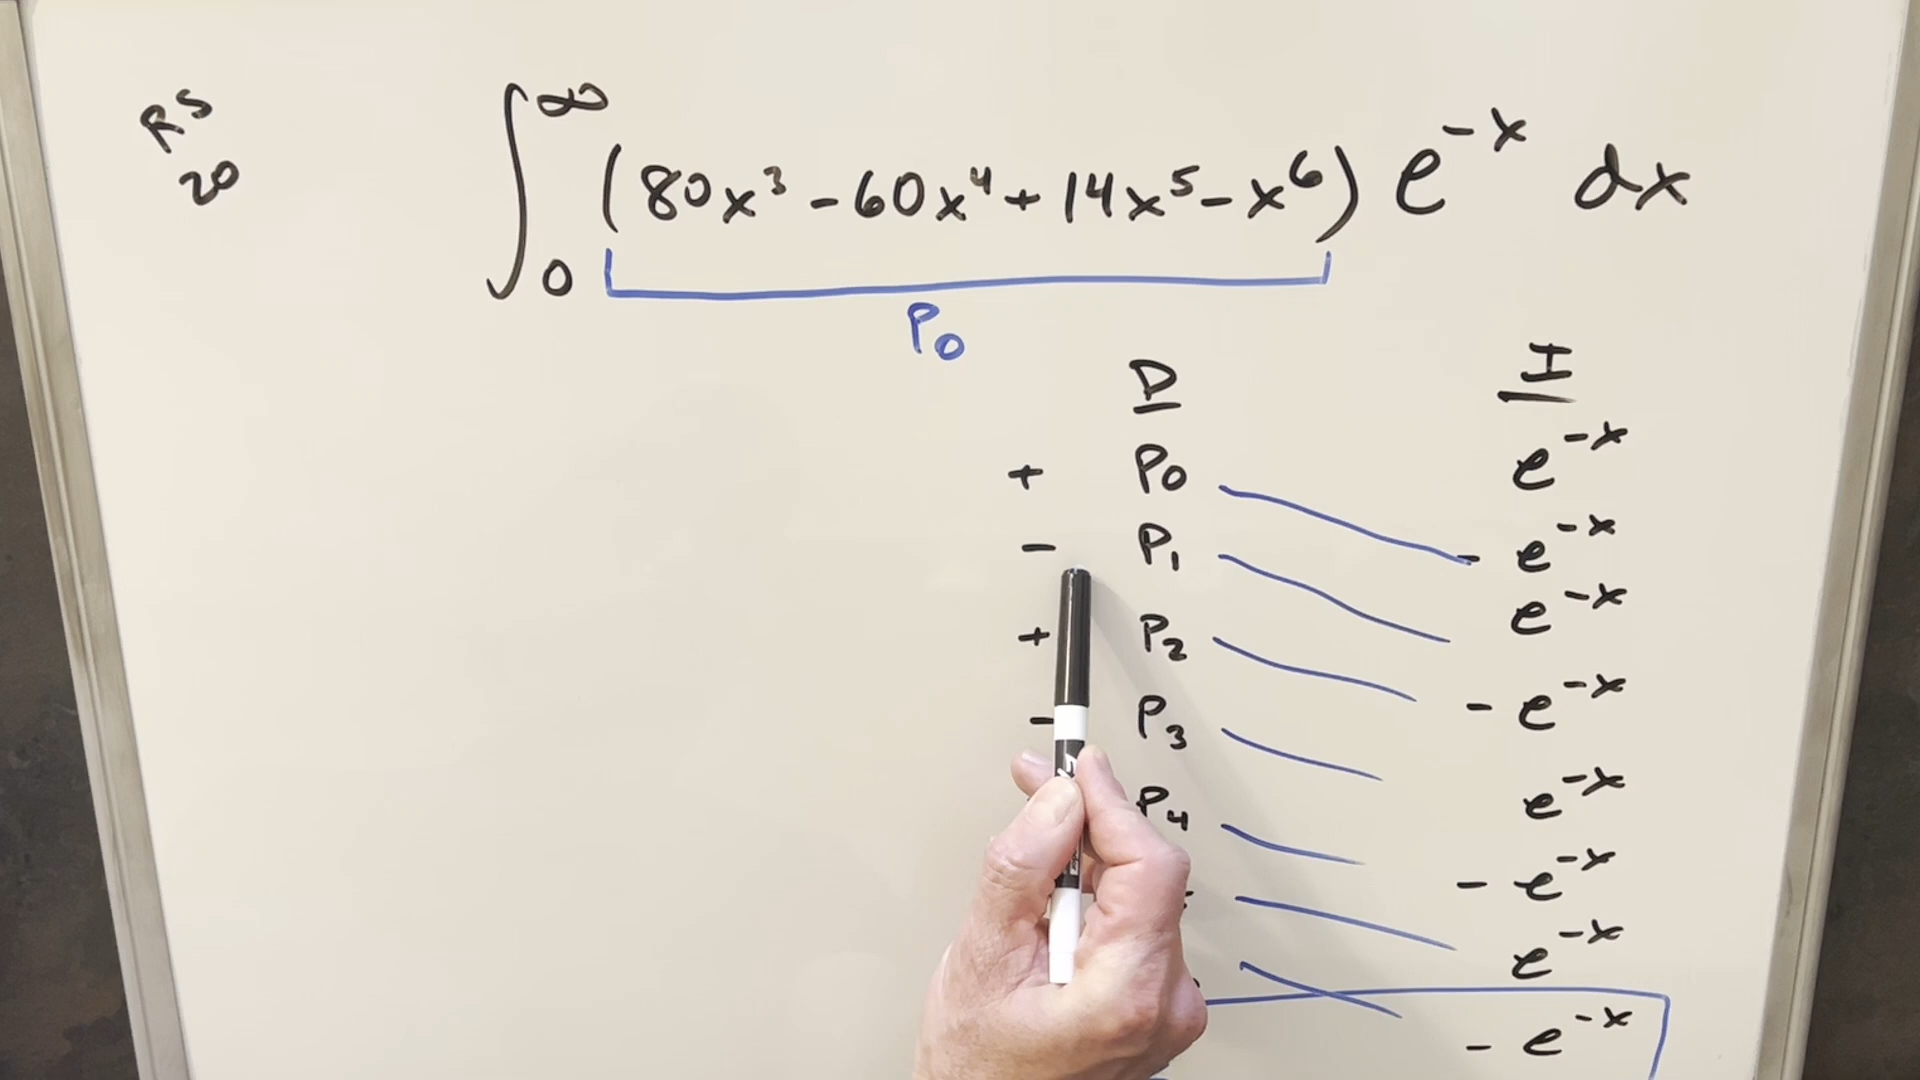 RS
20
∫₀^∞ (80x³ - 60x⁴ + 14x⁵ - x⁶) e^{-x} dx
P₀
D I
+ P₀ e^{-x}
- P₁ - e^{-x}
+ P₂ e^{-x}
- P₃ - e^{-x}
P₄ e^{-x}
- e^{-x}
e^{-x}
- e^{-x}